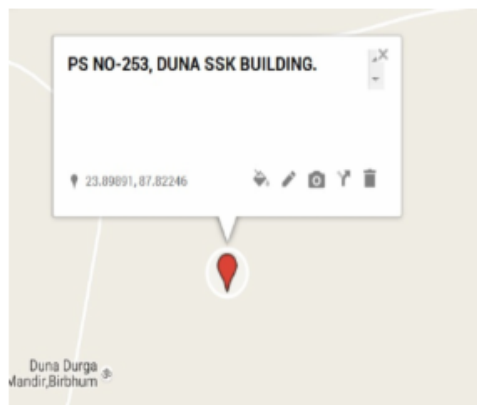 PS NO-253, DUNA SSK BUILDING.
23.89891, 87.82246
Duna Durga
Mandir,Birbhum